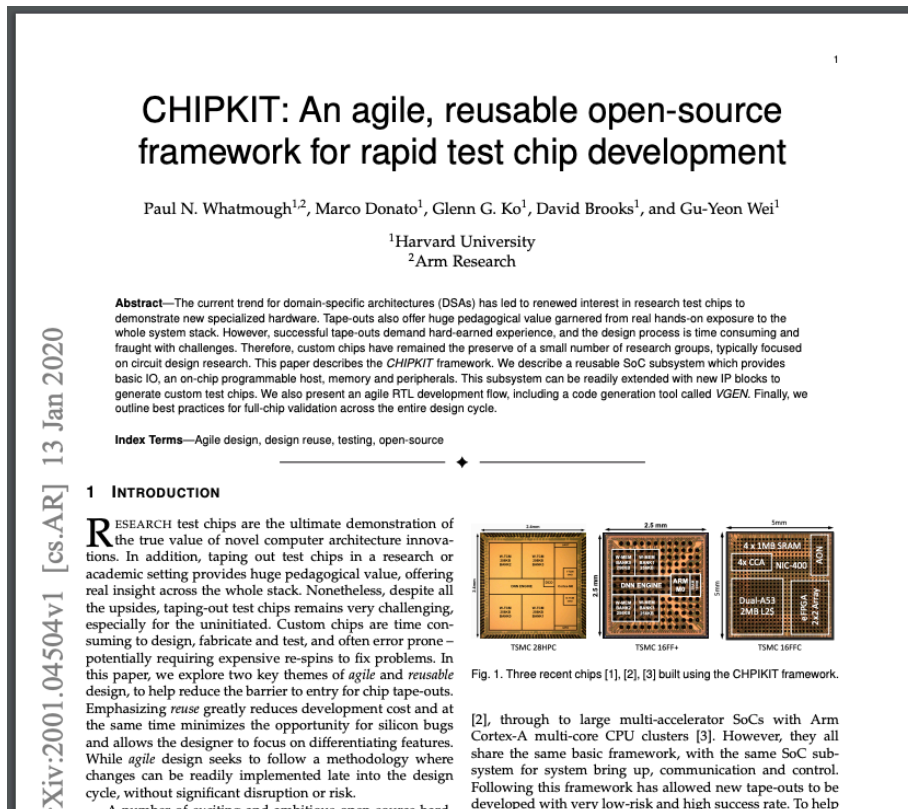 1
CHIPKIT: An agile, reusable open-source
framework for rapid test chip development
Paul N. Whatmough1,2, Marco Donato1, Glenn G. Ko1, David Brooks1, and Gu-Yeon Wei1
1Harvard University
2Arm Research
Abstract—The current trend for domain-specific architectures (DSAs) has led to renewed interest in research test chips to
demonstrate new specialized hardware. Tape-outs also offer huge pedagogical value garnered from real hands-on exposure to the
whole system stack. However, successful tape-outs demand hard-earned experience, and the design process is time consuming and
fraught with challenges. Therefore, custom chips have remained the preserve of a small number of research groups, typically focused
on circuit design research. This paper describes the CHIPKIT framework. We describe a reusable SoC subsystem which provides
basic IO, an on-chip programmable host, memory and peripherals. This subsystem can be readily extended with new IP blocks to
generate custom test chips. We also present an agile RTL development flow, including a code generation tool called VGEN. Finally, we
outline best practices for full-chip validation across the entire design cycle.
Index Terms—Agile design, design reuse, testing, open-source
Xiv:2001.04504v1 [cs.AR] 13 Jan 2020
1 INTRODUCTION
RESEARCH test chips are the ultimate demonstration of
the true value of novel computer architecture innova-
tions. In addition, taping out test chips in a research or
academic setting provides huge pedagogical value, offering
real insight across the whole stack. Nonetheless, despite all
the upsides, taping-out test chips remains very challenging,
especially for the uninitiated. Custom chips are time con-
suming to design, fabricate and test, and often error prone –
potentially requiring expensive re-spins to fix problems. In
this paper, we explore two key themes of agile and reusable
design, to help reduce the barrier to entry for chip tape-outs.
Emphasizing reuse greatly reduces development cost and at
the same time minimizes the opportunity for silicon bugs
and allows the designer to focus on differentiating features.
While agile design seeks to follow a methodology where
changes can be readily implemented late into the design
cycle, without significant disruption or risk.
A number of exciting and ambitious open-source hard-
2.5 mm
2.5 mm
DNN ENGINE
ARM
M0
5mm
5mm
4 x 1MB SRAM
4x CCA
NIC-400
AON
Dual-A53
2MB L2$
eFPGA
2x2 Array
DNN ENGINE
TSMC 28HPC
TSMC 16FF+
TSMC 16FFC
Fig. 1. Three recent chips [1], [2], [3] built using the CHPIKIT framework.
[2], through to large multi-accelerator SoCs with Arm
Cortex-A multi-core CPU clusters [3]. However, they all
share the same basic framework, with the same SoC sub-
system for system bring up, communication and control.
Following this framework has allowed new tape-outs to be
developed with very low-risk and high success rate. To help